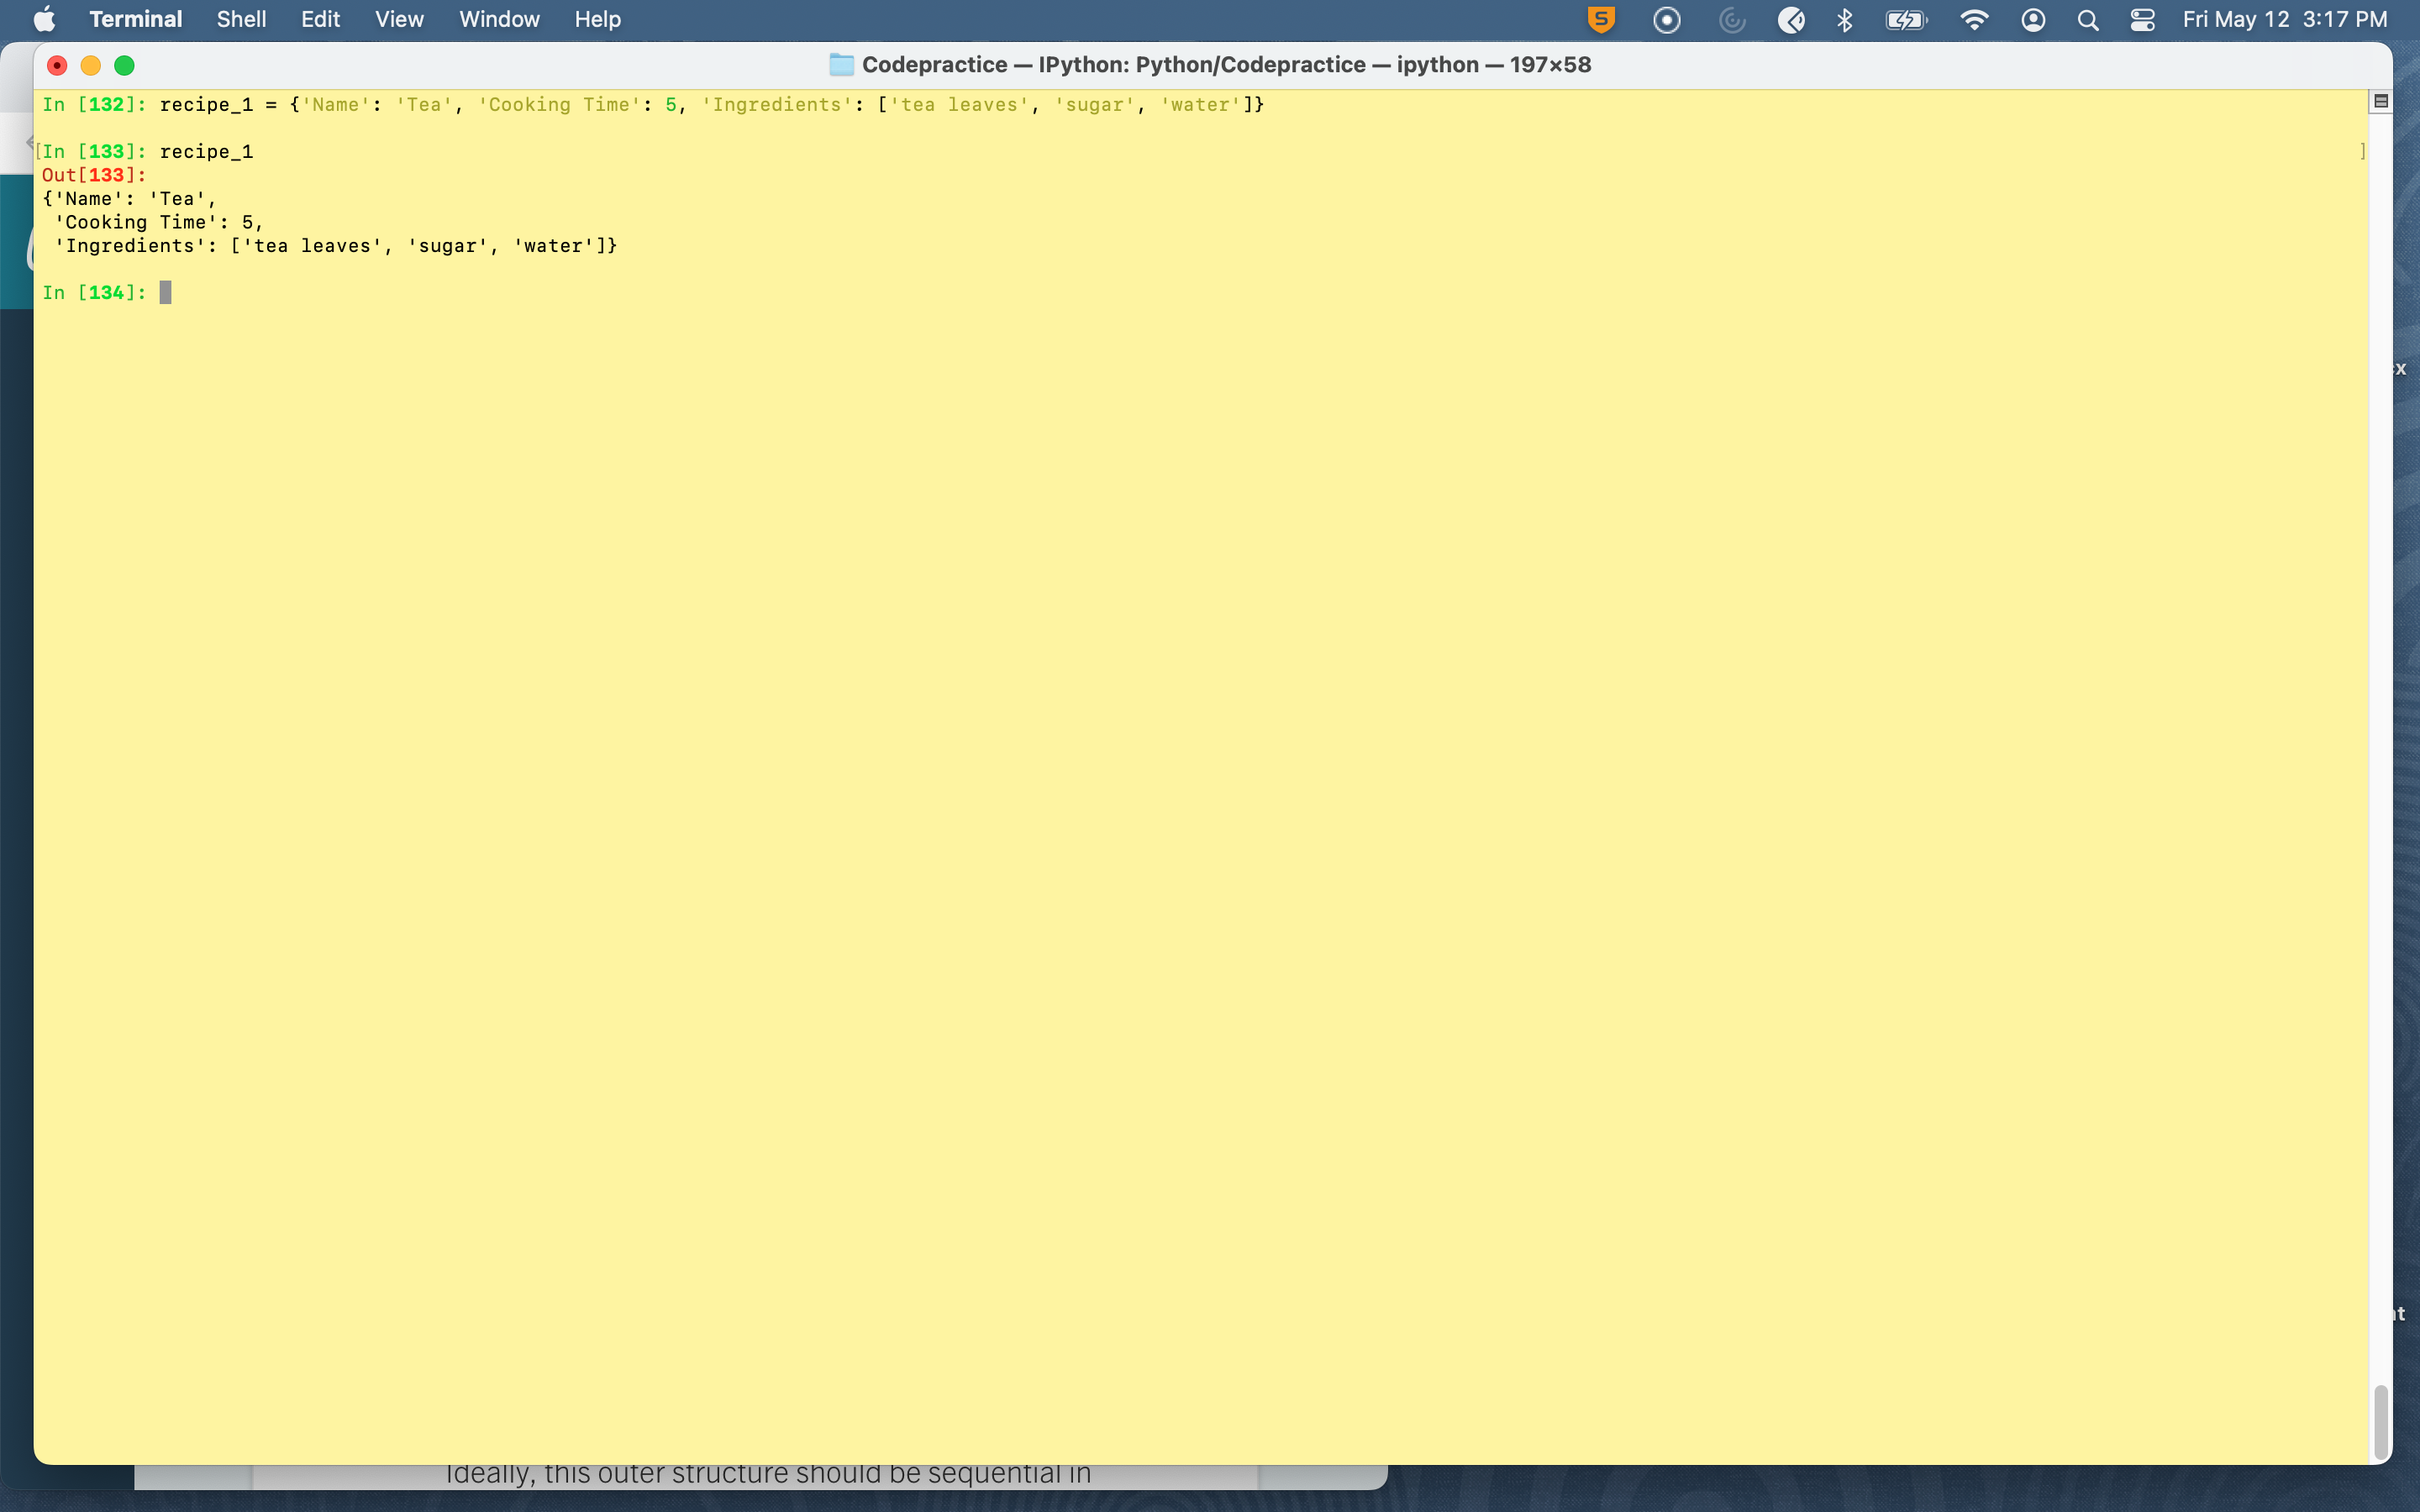 Terminal Shell Edit View Window Help Fri May 12 3:17 PM
Codepractice — IPython: Python/Codepractice — ipython — 197×58
In [132]: recipe_1 = {'Name': 'Tea', 'Cooking Time': 5, 'Ingredients': ['tea leaves', 'sugar', 'water']}
[In [133]: recipe_1 ]
Out[133]:
{'Name': 'Tea',
 'Cooking Time': 5,
 'Ingredients': ['tea leaves', 'sugar', 'water']}
In [134]:
Ideally, this outer structure should be sequential in